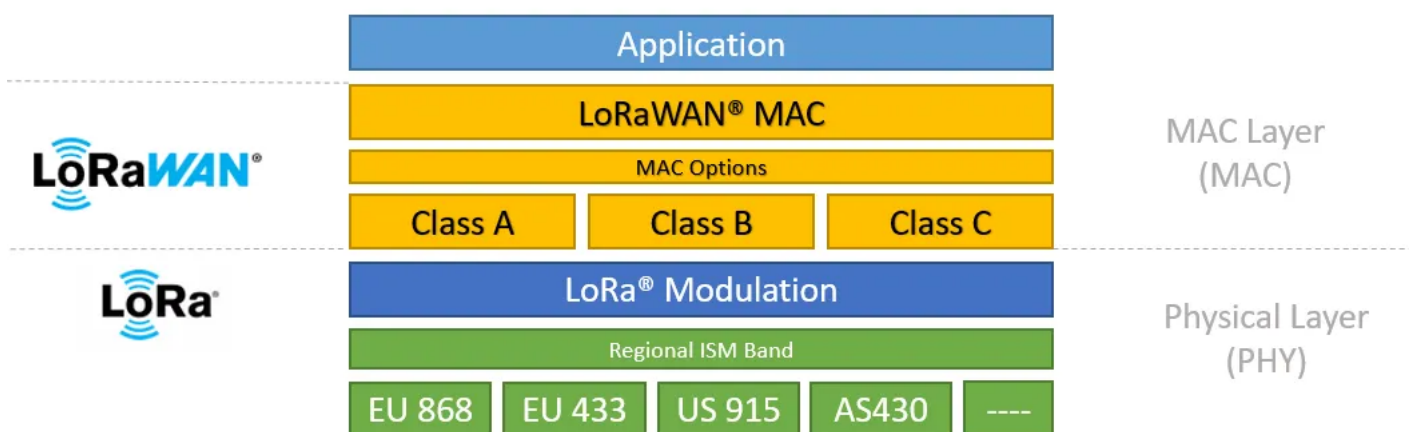 Application
LoRaWAN® MAC
MAC Options
Class A Class B Class C
LoRaWAN®
MAC Layer
(MAC)
LoRa® Modulation
Regional ISM Band
EU 868 EU 433 US 915 AS430 ----
LoRa®
Physical Layer
(PHY)